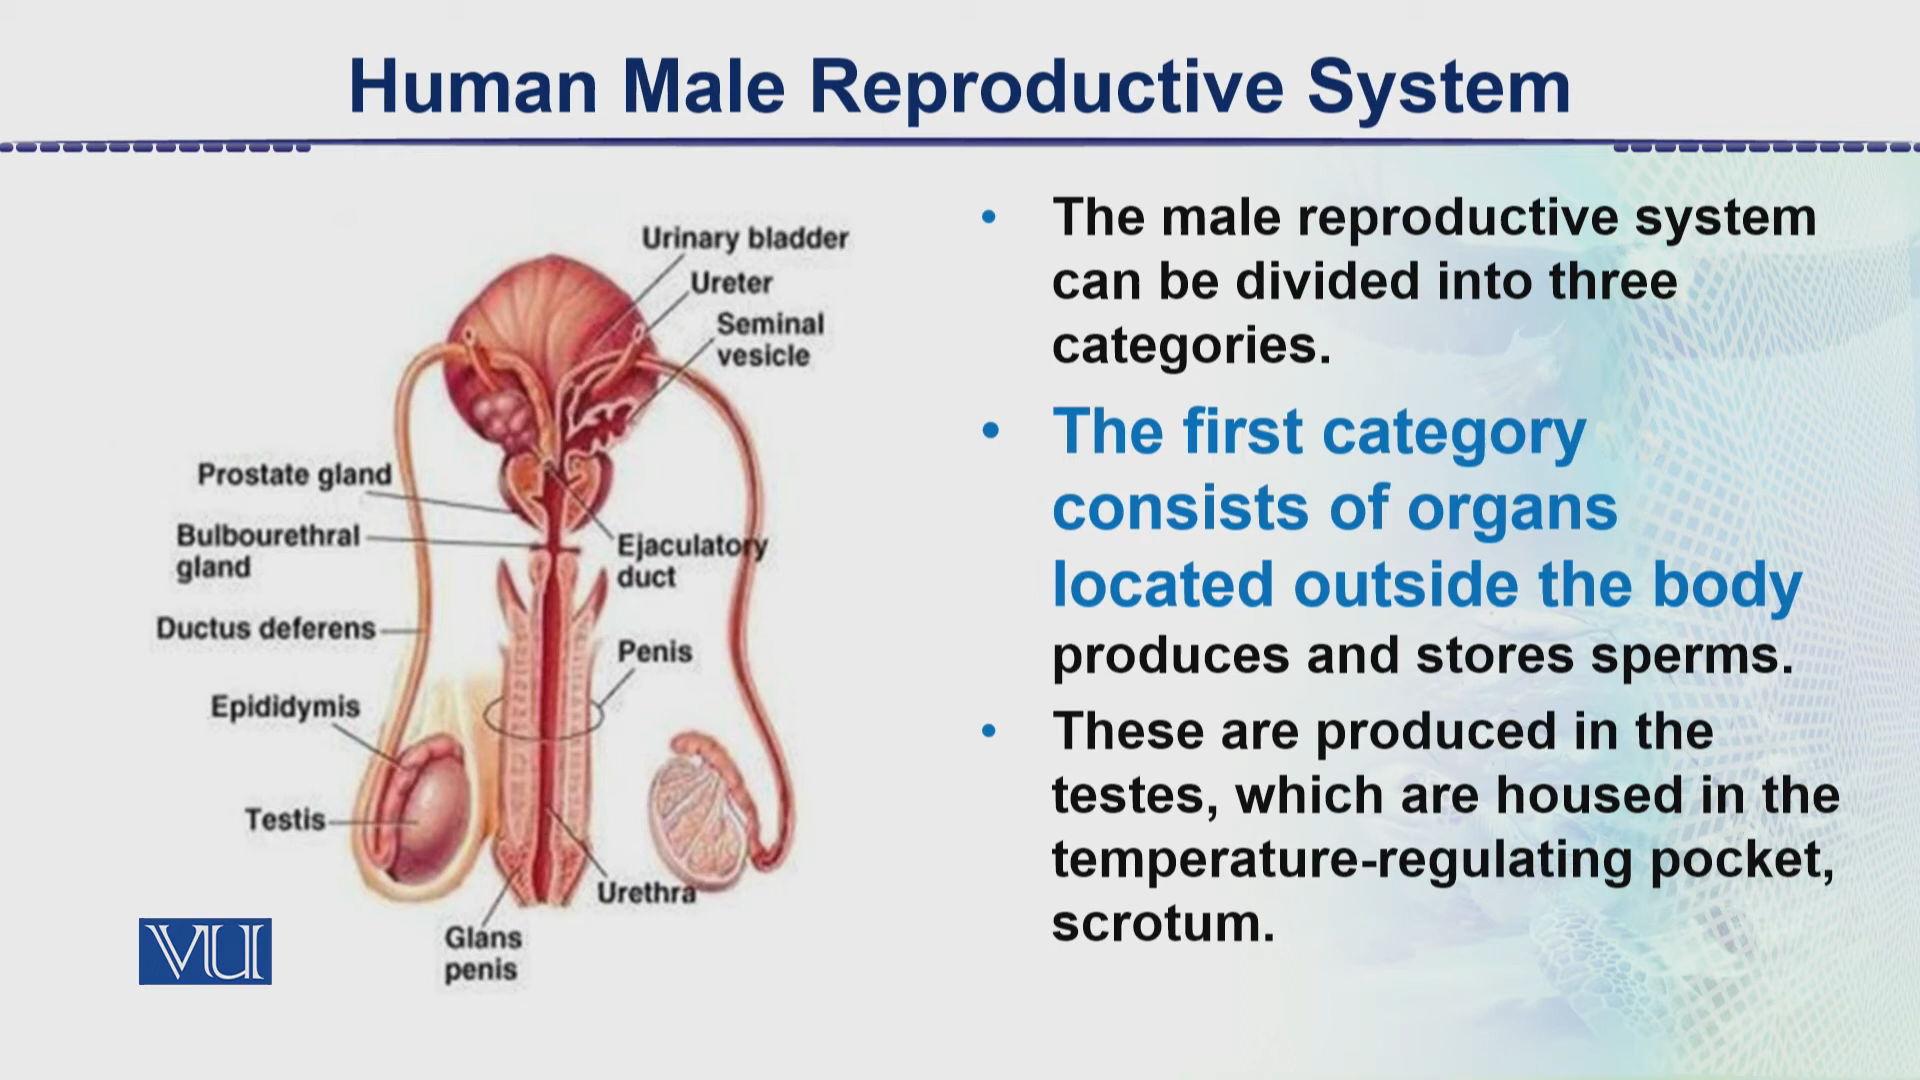 Human Male Reproductive System
Urinary bladder
Ureter
Seminal
vesicle
Prostate gland
Bulbourethral
gland
Ejaculatory
duct
Ductus deferens
Penis
Epididymis
Testis
Urethra
Glans
penis
VU
• The male reproductive system
can be divided into three
categories.
• The first category
consists of organs
located outside the body
produces and stores sperms.
• These are produced in the
testes, which are housed in the
temperature-regulating pocket,
scrotum.